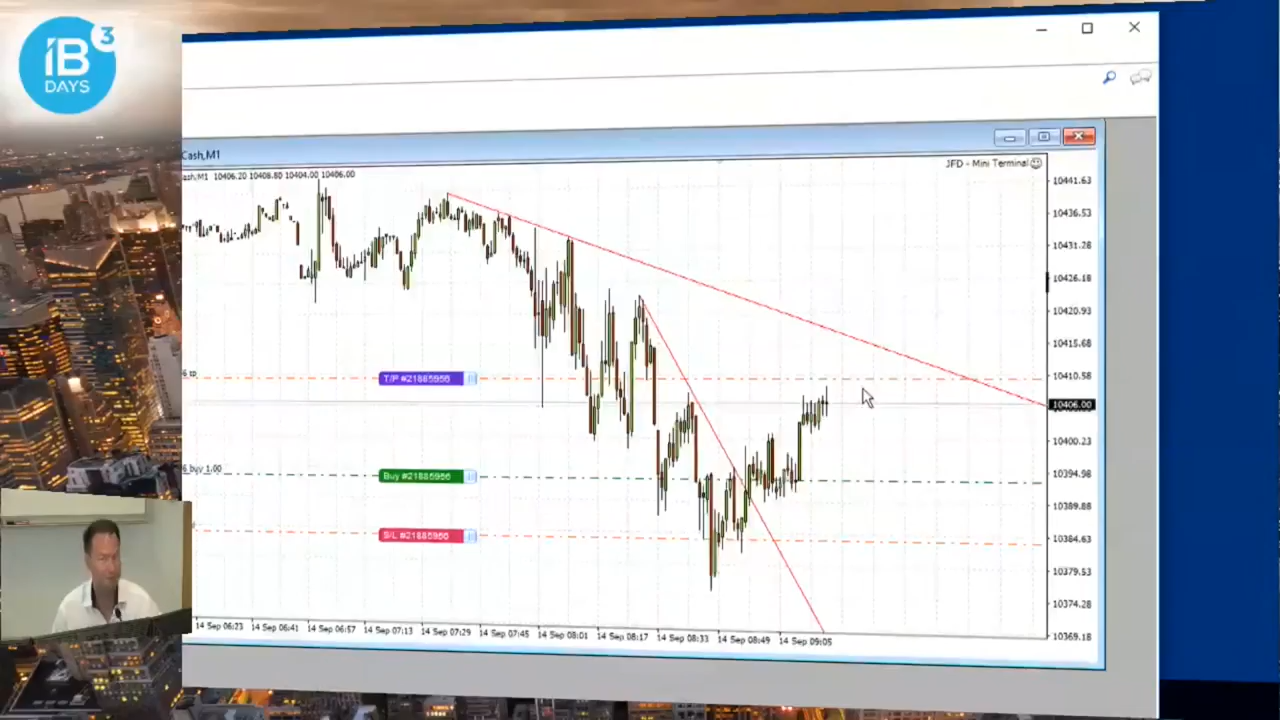 iB 3
DAYS
Cash,M1
ash,M1 10406.20 10408.80 10404.00 10406.00
JFD - Mini Terminal
10441.63
10436.53
10431.28
10426.18
10420.93
10415.68
10410.58
10406.00
10400.23
10394.98
10389.88
10384.63
10379.53
10374.28
10369.18
6 tp
T/P #21885956
6 buy 1.00
Buy #21885956
S/L #21885956
14 Sep 06:23 14 Sep 06:41 14 Sep 06:57 14 Sep 07:13 14 Sep 07:29 14 Sep 07:45 14 Sep 08:01 14 Sep 08:17 14 Sep 08:33 14 Sep 08:49 14 Sep 09:05